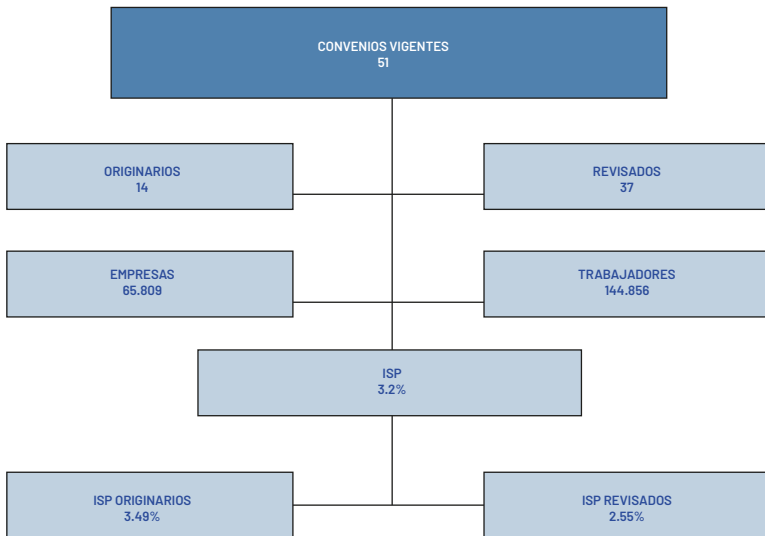 CONVENIOS VIGENTES
51
ORIGINARIOS
14
REVISADOS
37
EMPRESAS
65.809
TRABAJADORES
144.856
ISP
3.2%
ISP ORIGINARIOS
3.49%
ISP REVISADOS
2.55%